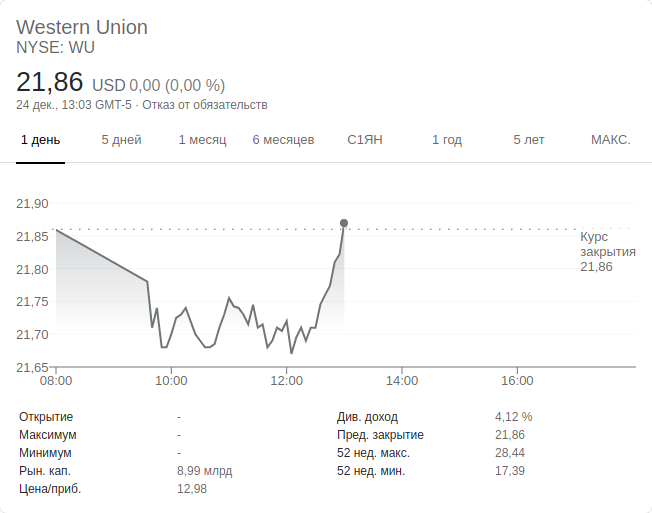 Western Union
NYSE: WU
21,86 USD 0,00 (0,00 %)
24 дек., 13:03 GMT-5 · Отказ от обязательств
1 день 5 дней 1 месяц 6 месяцев С1ЯН 1 год 5 лет МАКС.
21,90
21,85
Курс
закрытия
21,86
21,80
21,75
21,70
21,65
08:00 10:00 12:00 14:00 16:00
Открытие - Див. доход 4,12 %
Максимум - Пред. закрытие 21,86
Минимум - 52 нед. макс. 28,44
Рын. кап. 8,99 млрд 52 нед. мин. 17,39
Цена/приб. 12,98